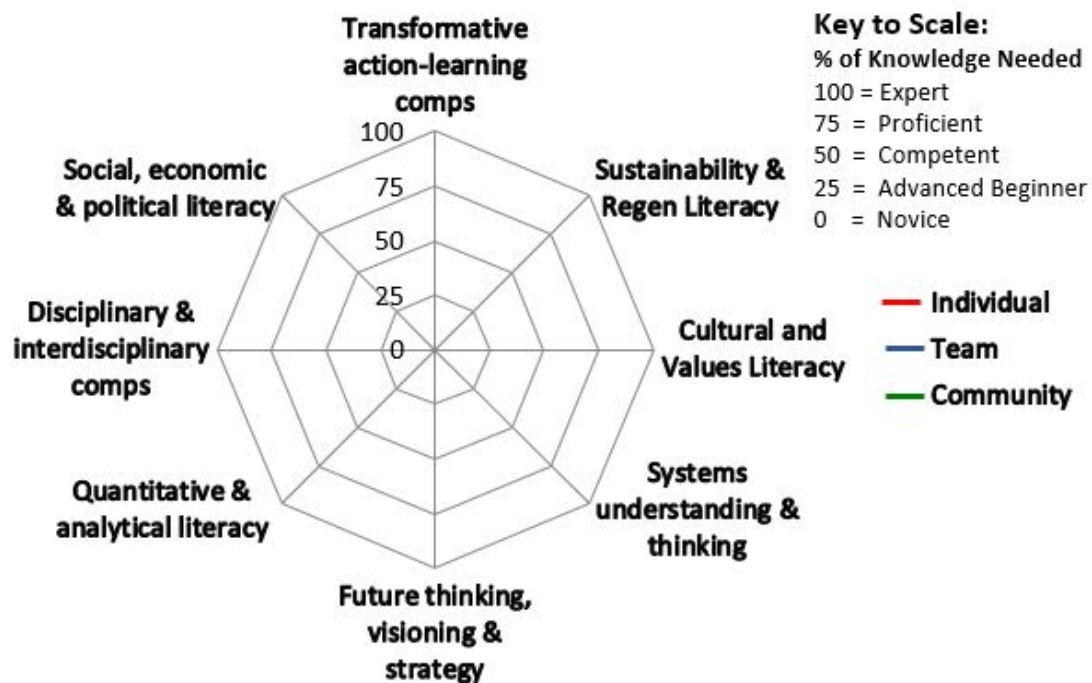 Transformative
action-learning
comps
Key to Scale:
% of Knowledge Needed
100 = Expert
75 = Proficient
50 = Competent
25 = Advanced Beginner
0 = Novice
100
75
50
25
0
Social, economic
& political literacy
Sustainability &
Regen Literacy
Disciplinary &
interdisciplinary
comps
Cultural and
Values Literacy
Individual
Team
Community
Quantitative &
analytical literacy
Systems
understanding &
thinking
Future thinking,
visioning &
strategy